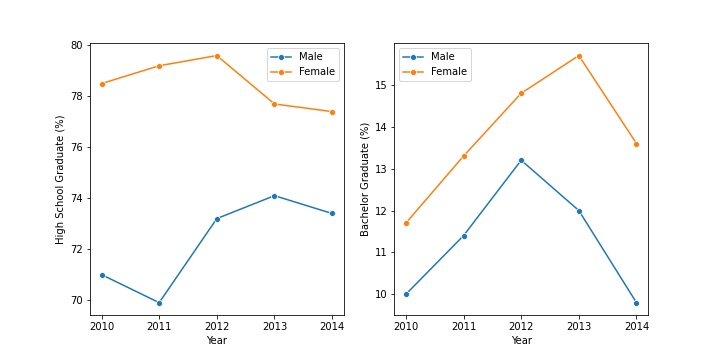 High School Graduate (%)
80
78
76
74
72
70
Male
Female
2010 2011 2012 2013 2014
Year
Bachelor Graduate (%)
15
14
13
12
11
10
Male
Female
2010 2011 2012 2013 2014
Year